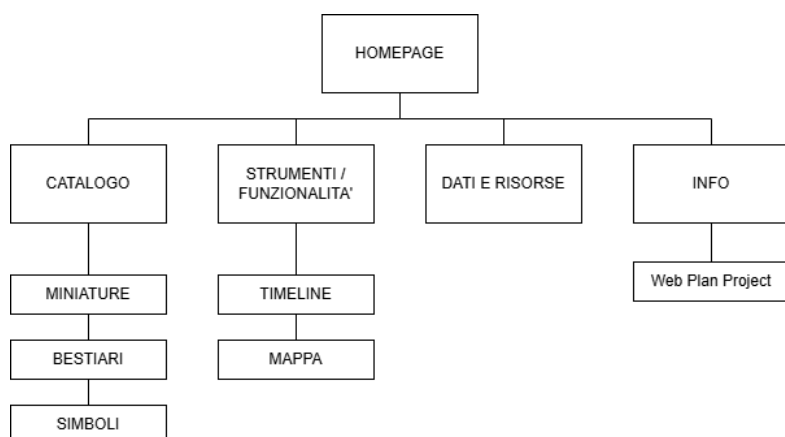 HOMEPAGE
CATALOGO
STRUMENTI /
FUNZIONALITA'
DATI E RISORSE
INFO
MINIATURE
TIMELINE
Web Plan Project
BESTIARI
MAPPA
SIMBOLI